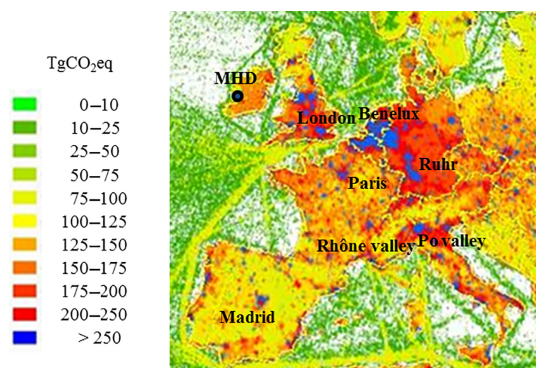 TgCO₂eq
0–10
10–25
25–50
50–75
75–100
100–125
125–150
150–175
175–200
200–250
> 250
MHD
London Benelux
Ruhr
Paris
Rhône valley Po valley
Madrid